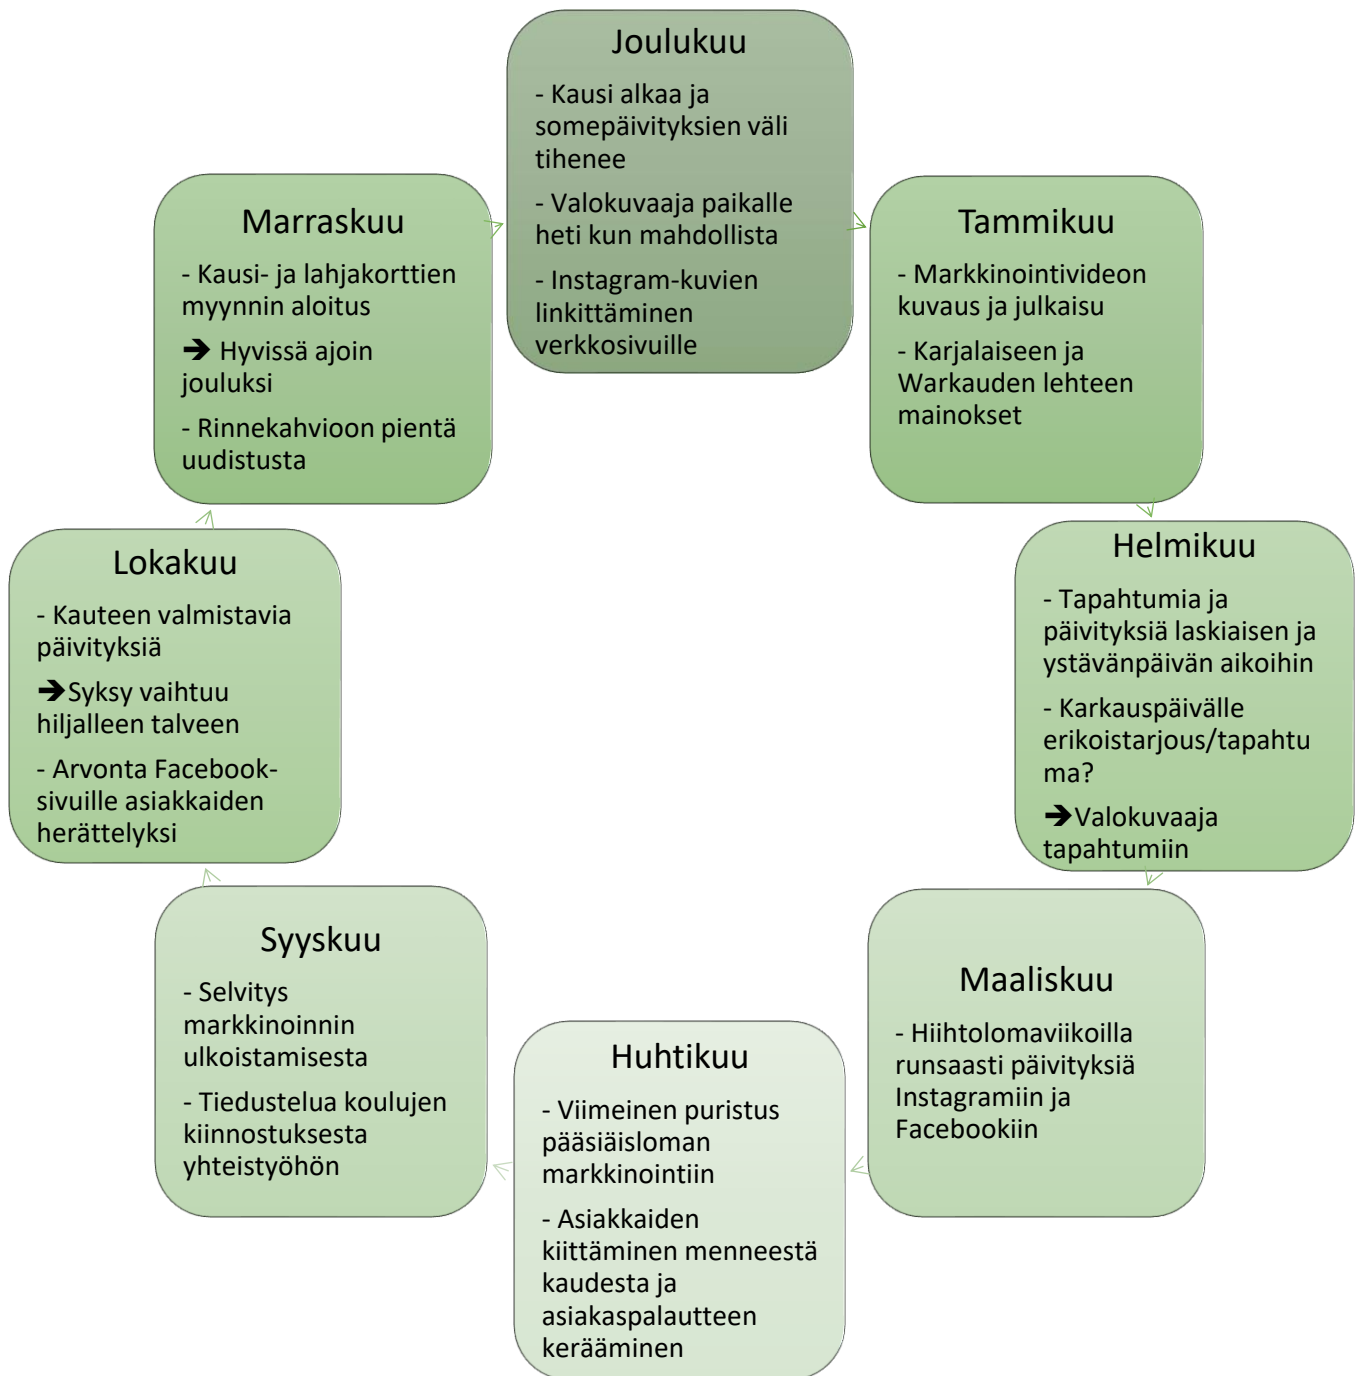 Joulukuu
- Kausi alkaa ja
somepäivityksien väli
tihenee
- Valokuvaaja paikalle
heti kun mahdollista
- Instagram-kuvien
linkittäminen
verkkosivuille
Tammikuu
- Markkinointivideon
kuvaus ja julkaisu
- Karjalaiseen ja
Warkauden lehteen
mainokset
Helmikuu
- Tapahtumia ja
päivityksiä laskiaisen ja
ystävänpäivän aikoihin
- Karkauspäivälle
erikoistarjous/tapahtu
ma?
➔Valokuvaaja
tapahtumiin
Maaliskuu
- Hiihtolomaviikoilla
runsaasti päivityksiä
Instagramiin ja
Facebookiin
Huhtikuu
- Viimeinen puristus
pääsiäisloman
markkinointiin
- Asiakkaiden
kiittäminen menneestä
kaudesta ja
asiakaspalautteen
kerääminen
Syyskuu
- Selvitys
markkinoinnin
ulkoistamisesta
- Tiedustelua koulujen
kiinnostuksesta
yhteistyöhön
Lokakuu
- Kauteen valmistavia
päivityksiä
➔Syksy vaihtuu
hiljalleen talveen
- Arvonta Facebook-
sivuille asiakkaiden
herättelyksi
Marraskuu
- Kausi- ja lahjakorttien
myynnin aloitus
➔ Hyvissä ajoin
jouluksi
- Rinnekahvioon pientä
uudistusta